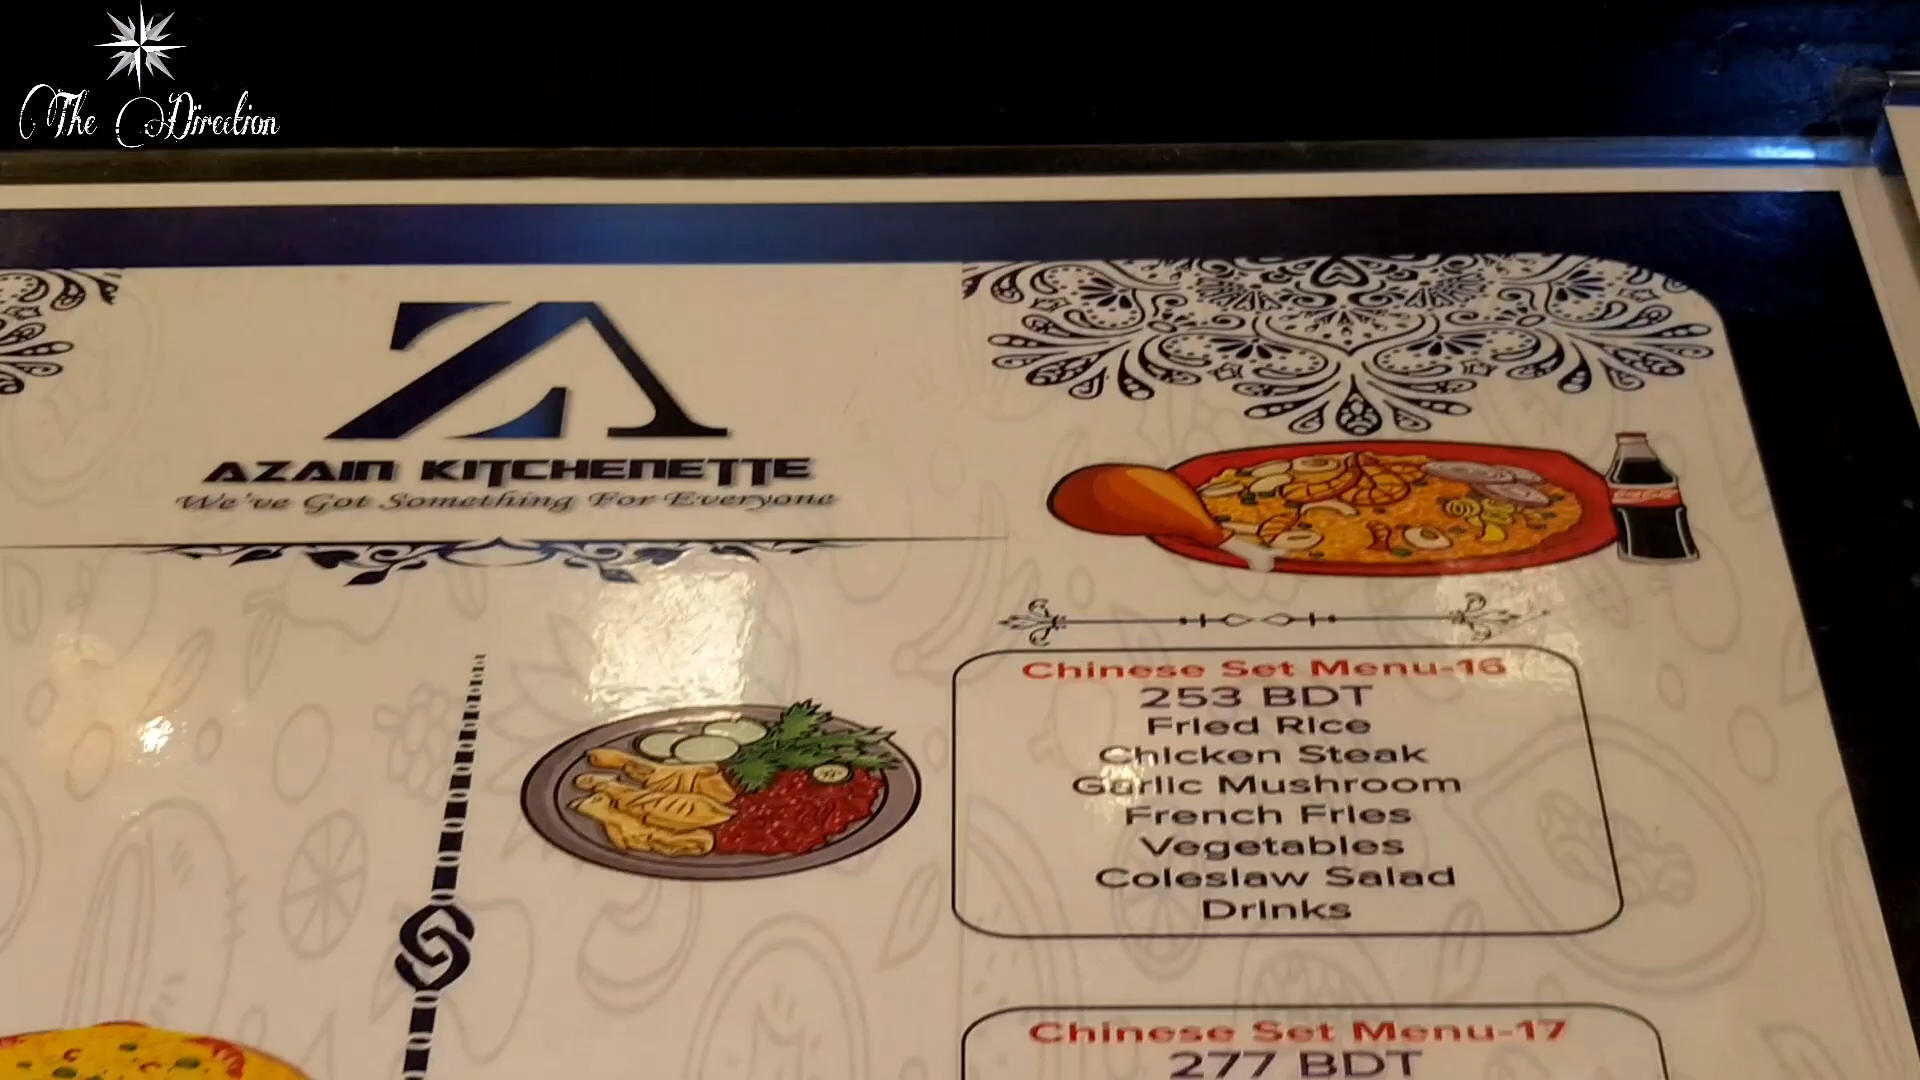 The Direction
AZAIN KITCHENETTE
We've Got Something For Everyone
Chinese Set Menu-16
253 BDT
Fried Rice
Chicken Steak
Garlic Mushroom
French Fries
Vegetables
Coleslaw Salad
Drinks
Chinese Set Menu-17
277 BDT